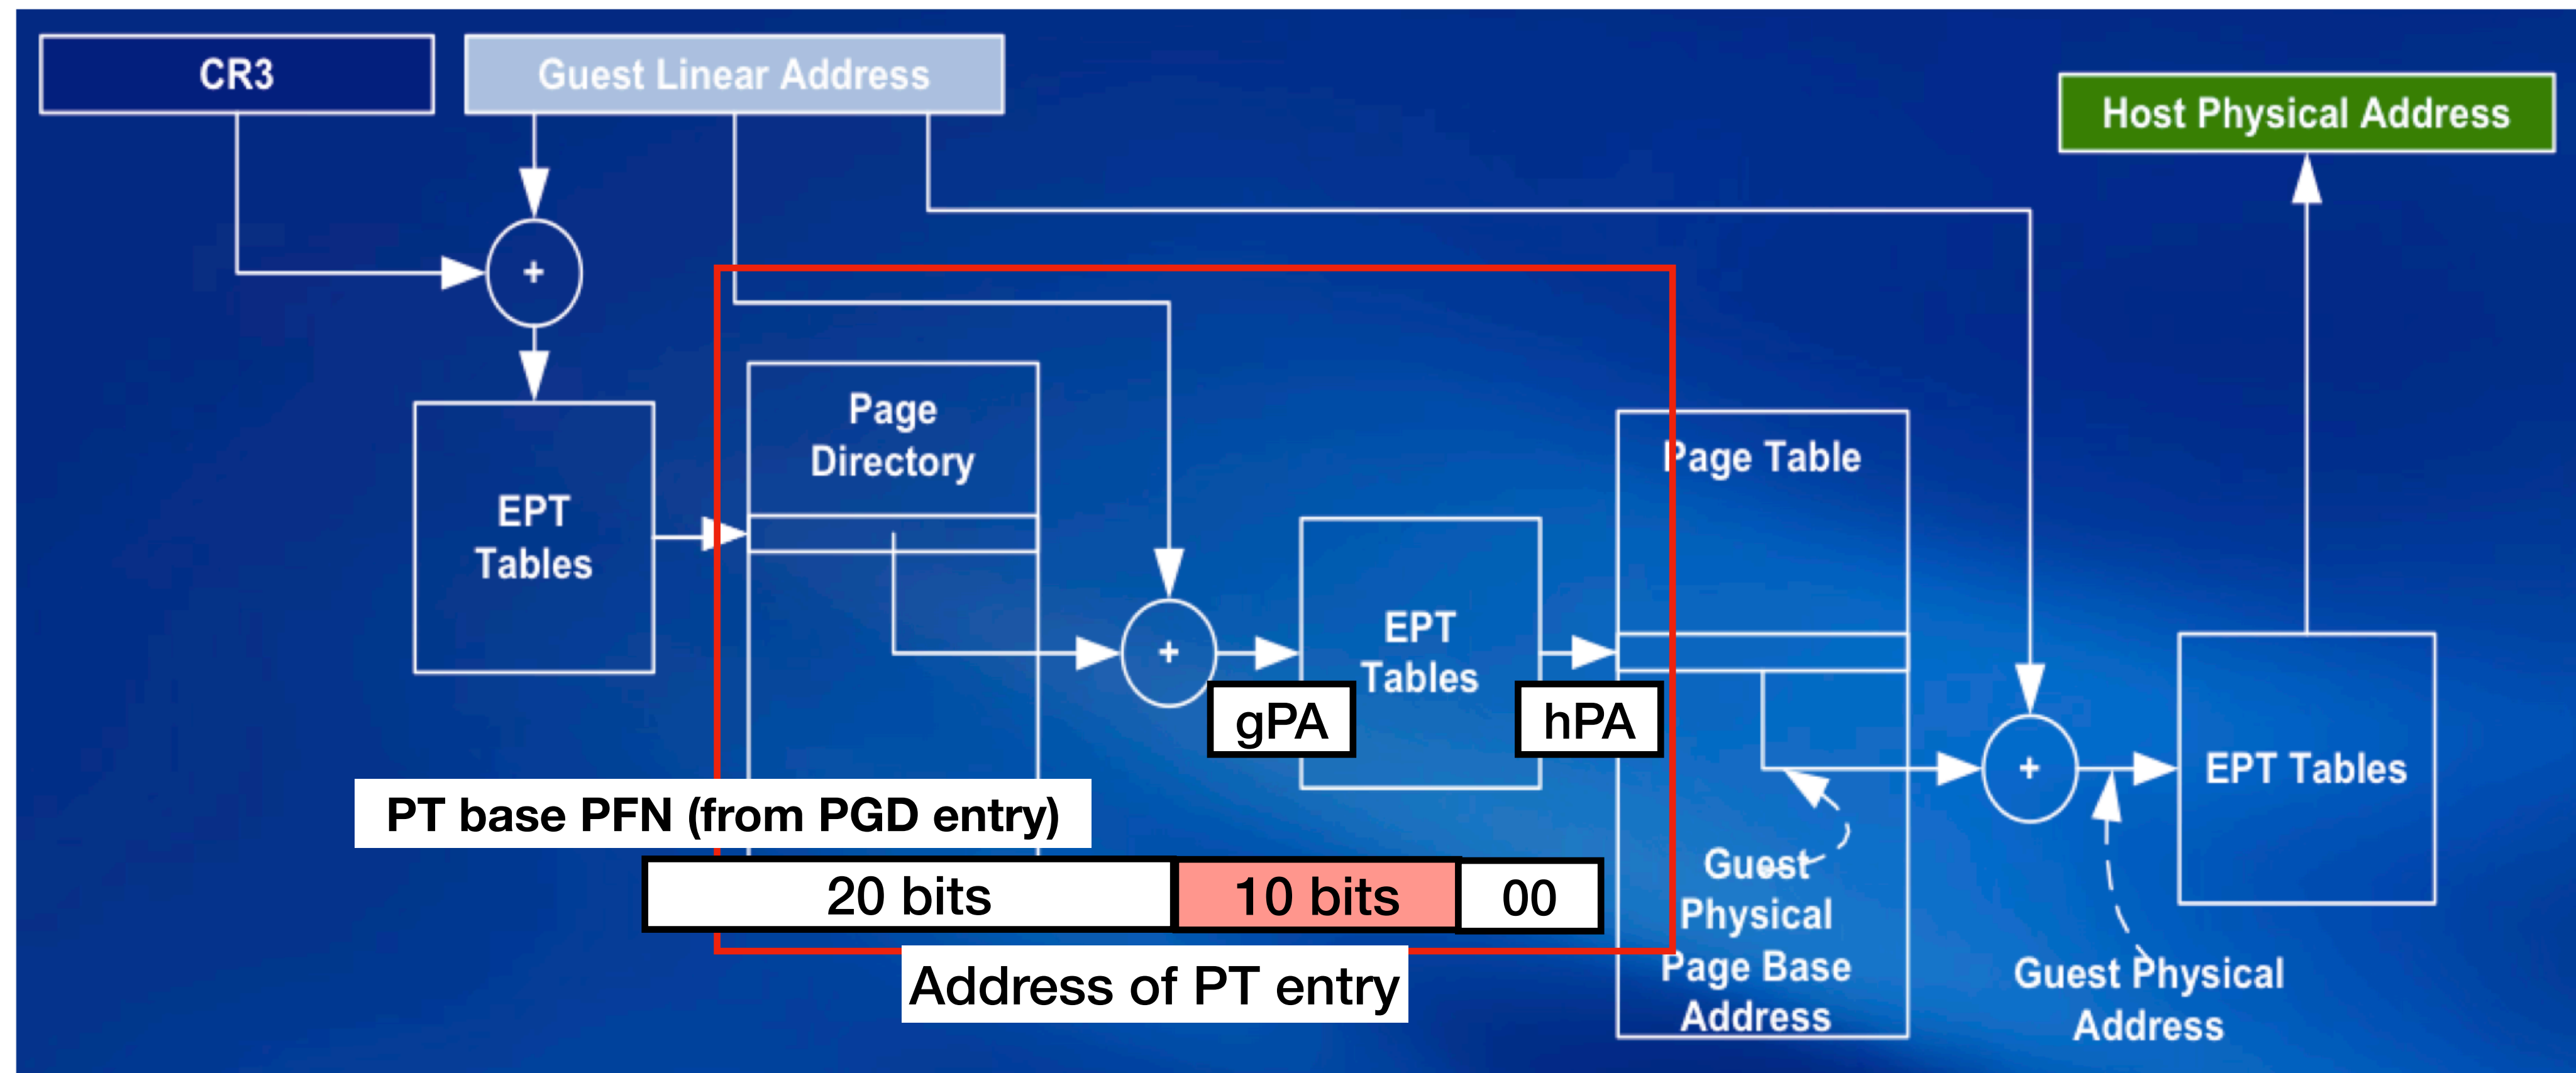 CR3
Guest Linear Address
Host Physical Address
+
Page
Directory
EPT
Tables
Page Table
EPT
Tables
+
gPA
hPA
+
EPT Tables
PT base PFN (from PGD entry)
20 bits
10 bits
00
Address of PT entry
Guest
Physical
Page Base
Address
Guest Physical
Address